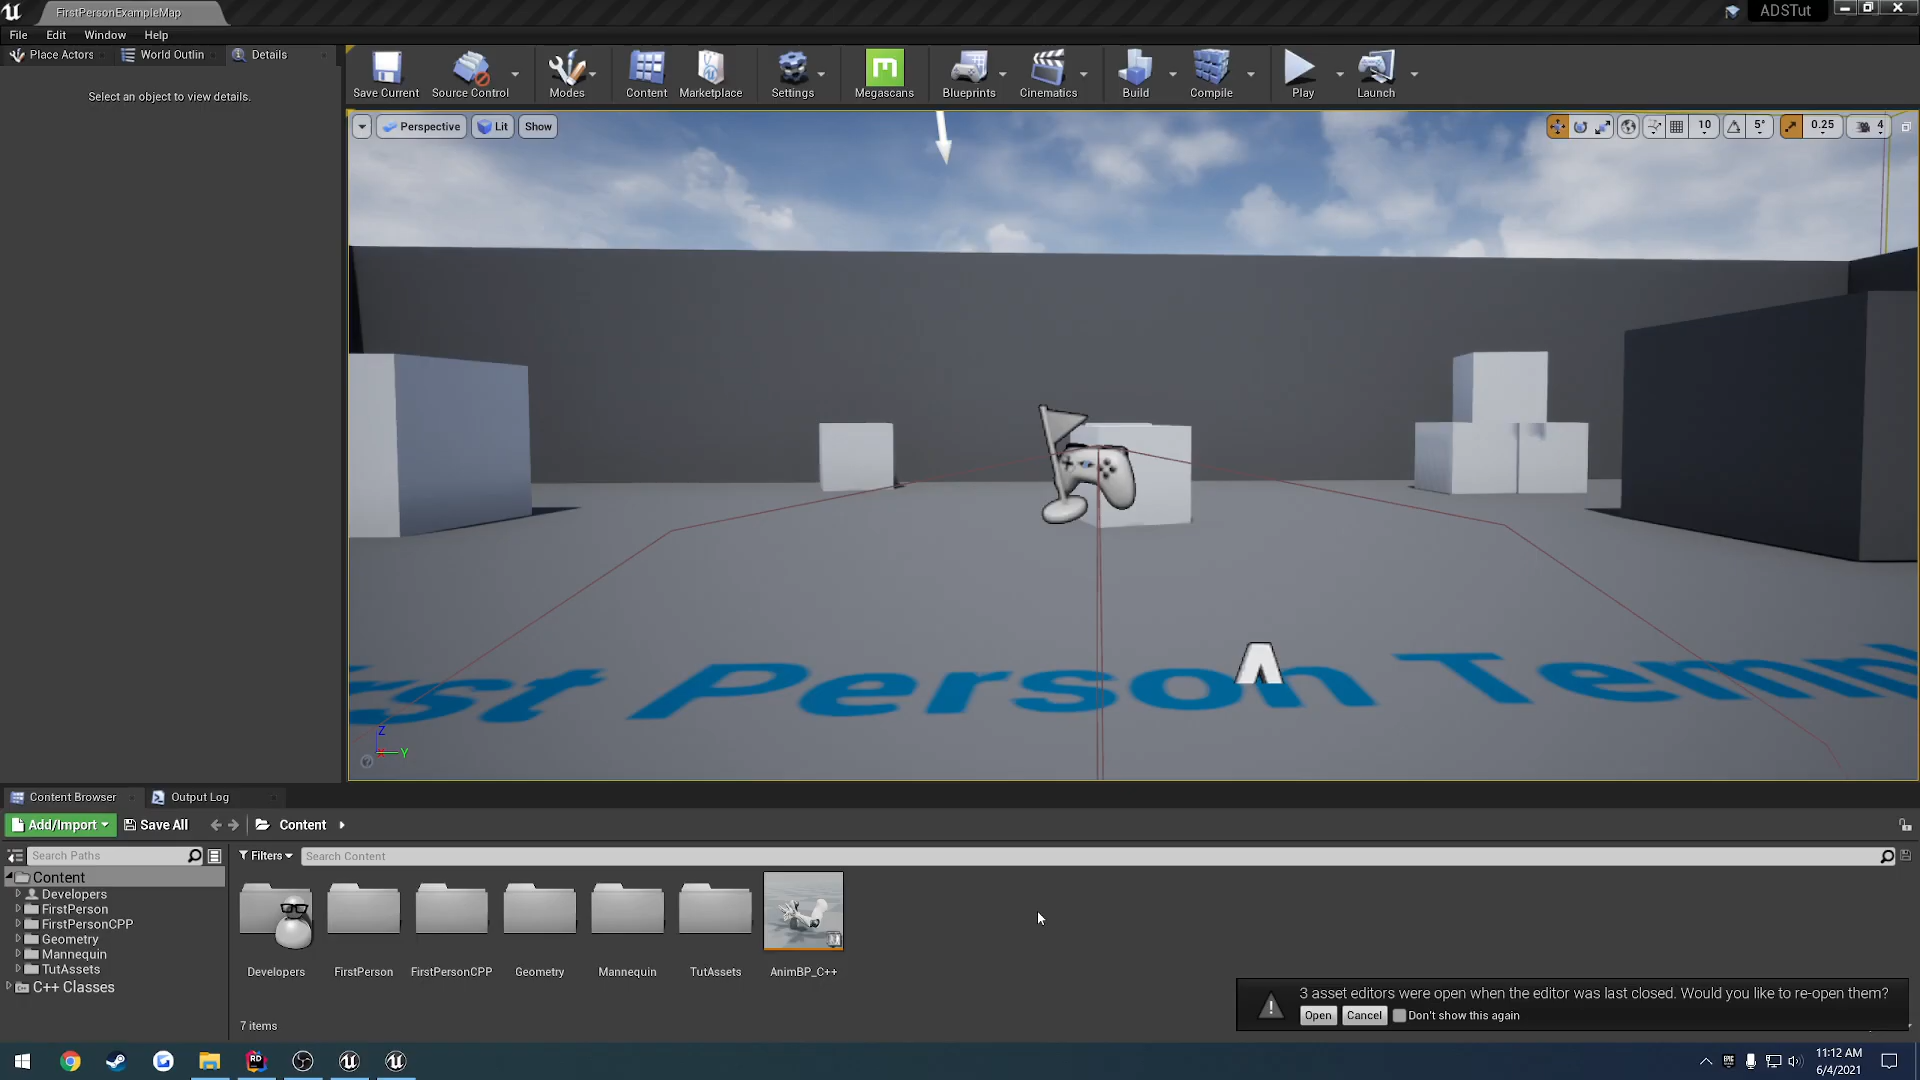 FirstPersonExampleMap
ADSTut
File Edit Window Help
Place Actors World Outlin Details
Select an object to view details.
Save Current Source Control Modes Content Marketplace Settings Megascans Blueprints Cinematics Build Compile Play Launch
Perspective Lit Show
10 5° 0.25 4
rst Person Templ
Z
Y
Content Browser Output Log
Add/Import Save All Content
Search Paths
Filters Search Content
Content
Developers
FirstPerson
FirstPersonCPP
Geometry
Mannequin
TutAssets
C++ Classes
Developers FirstPerson FirstPersonCPP Geometry Mannequin TutAssets AnimBP_C++
7 items
3 asset editors were open when the editor was last closed. Would you like to re-open them?
Open Cancel Don't show this again
11:12 AM
6/4/2021